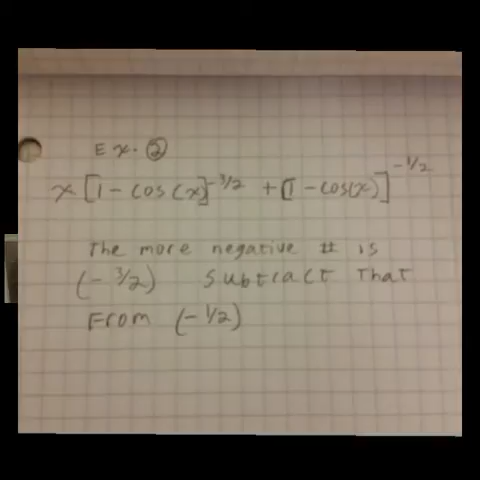 Ex. ②
x[1 - cos(x]^-3/2 + [1 - cos(x)]^-1/2
The more negative # is
(-3/2) subtract that
From (-1/2)